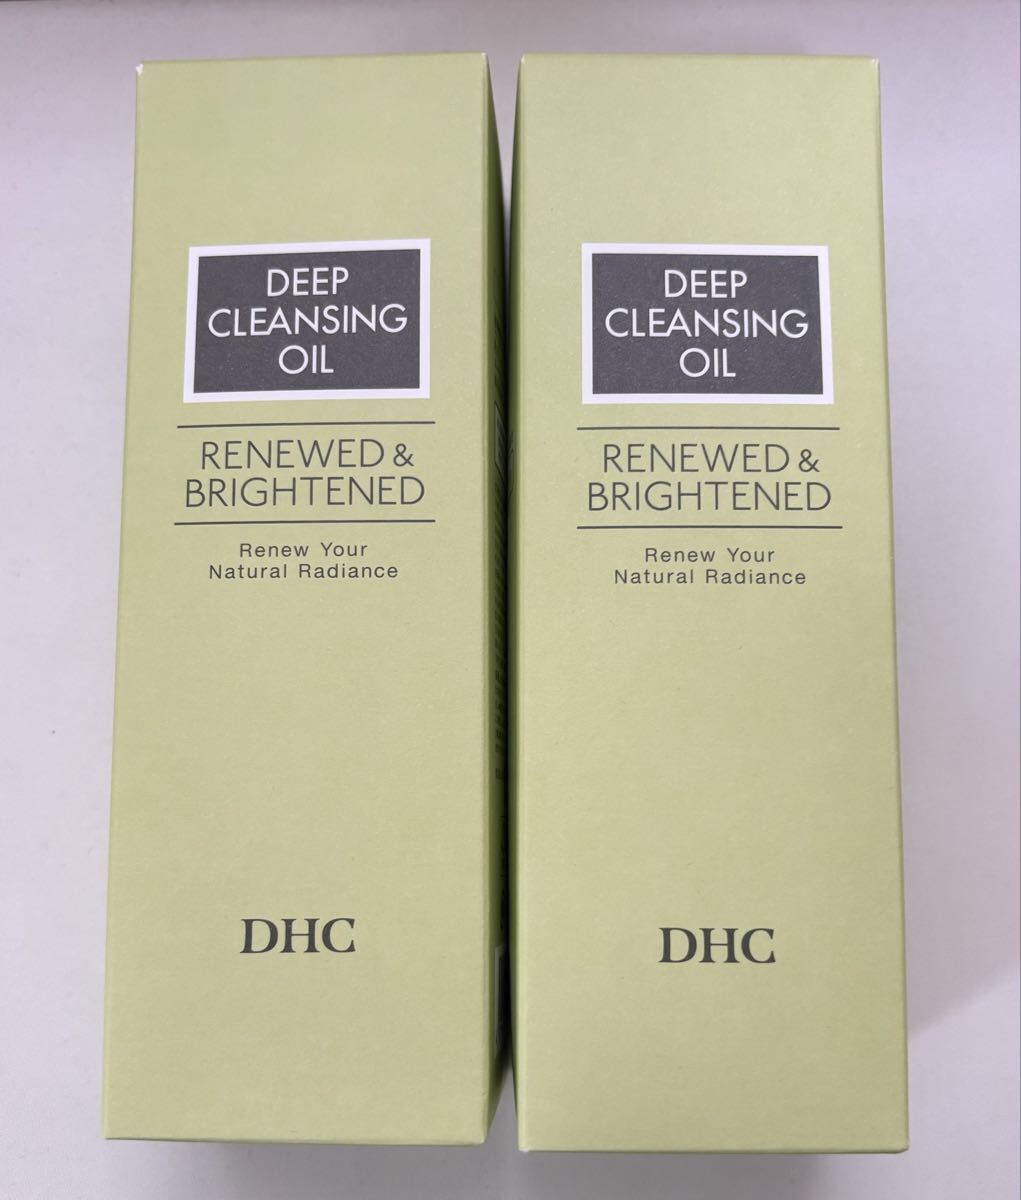 DEEP
CLEANSING
OIL
RENEWED &
BRIGHTENED
Renew Your
Natural Radiance
DHC
DEEP
CLEANSING
OIL
RENEWED &
BRIGHTENED
Renew Your
Natural Radiance
DHC